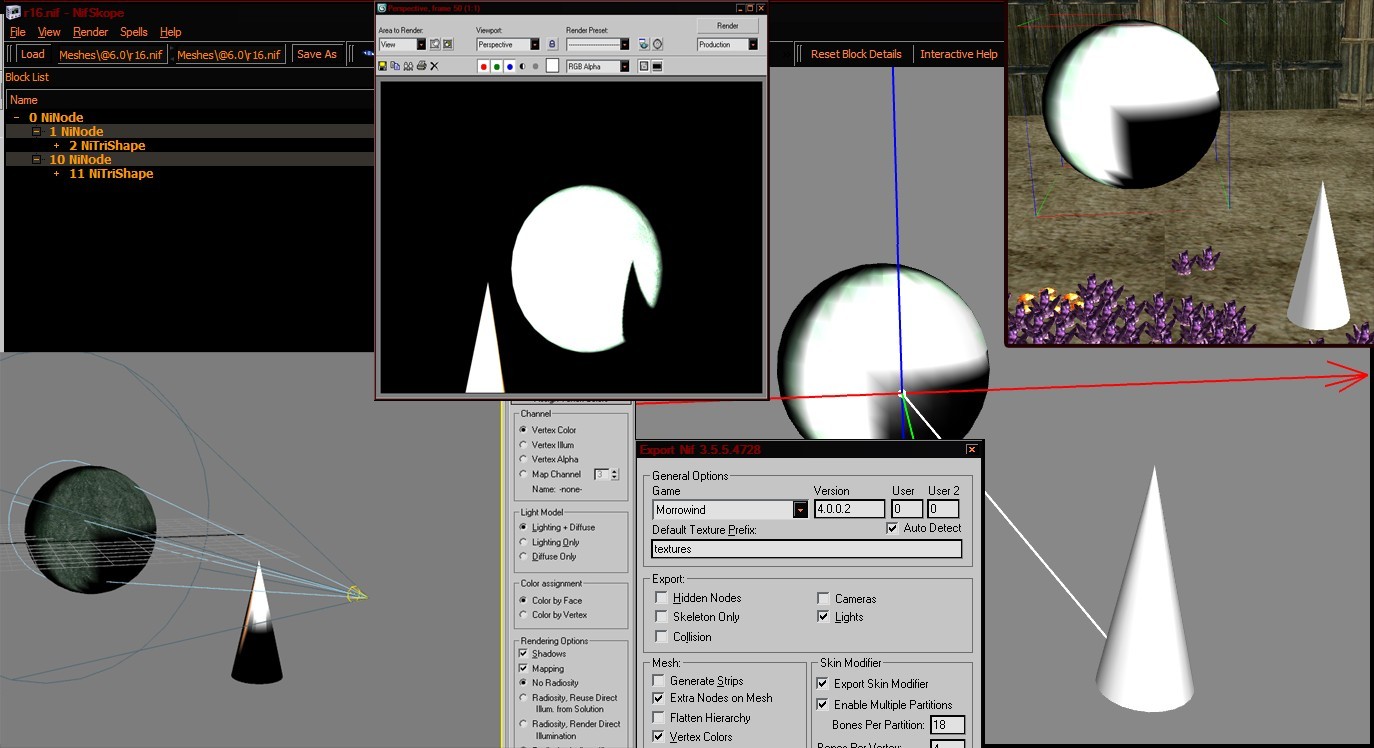 r16.nif - NifSkope
File View Render Spells Help
Load Meshes\@6.0\r16.nif Meshes\@6.0\r16.nif Save As
Block List
Name
0 NiNode
1 NiNode
2 NiTriShape
10 NiNode
11 NiTriShape
Perspective, frame 50 (1:1)
Area to Render:
View
Viewport:
Perspective
Render Preset:
Render
Production
RGB Alpha
Reset Block Details Interactive Help
Channel
Vertex Color
Vertex Illum
Vertex Alpha
Map Channel 3
Name: -none-
Light Model
Lighting + Diffuse
Lighting Only
Diffuse Only
Color assignment
Color by Face
Color by Vertex
Rendering Options
Shadows
Mapping
No Radiosity
Radiosity, Reuse Direct
Illum. from Solution
Radiosity, Render Direct
Illumination
Export Nif 3.5.5.4728
General Options
Game Version User User 2
Morrowind 4.0.0.2 0 0
Default Texture Prefix: Auto Detect
textures
Export:
Hidden Nodes Cameras
Skeleton Only Lights
Collision
Mesh:
Generate Strips
Extra Nodes on Mesh
Flatten Hierarchy
Vertex Colors
Skin Modifier
Export Skin Modifier
Enable Multiple Partitions
Bones Per Partition: 18
Bones Per Vertex: 4